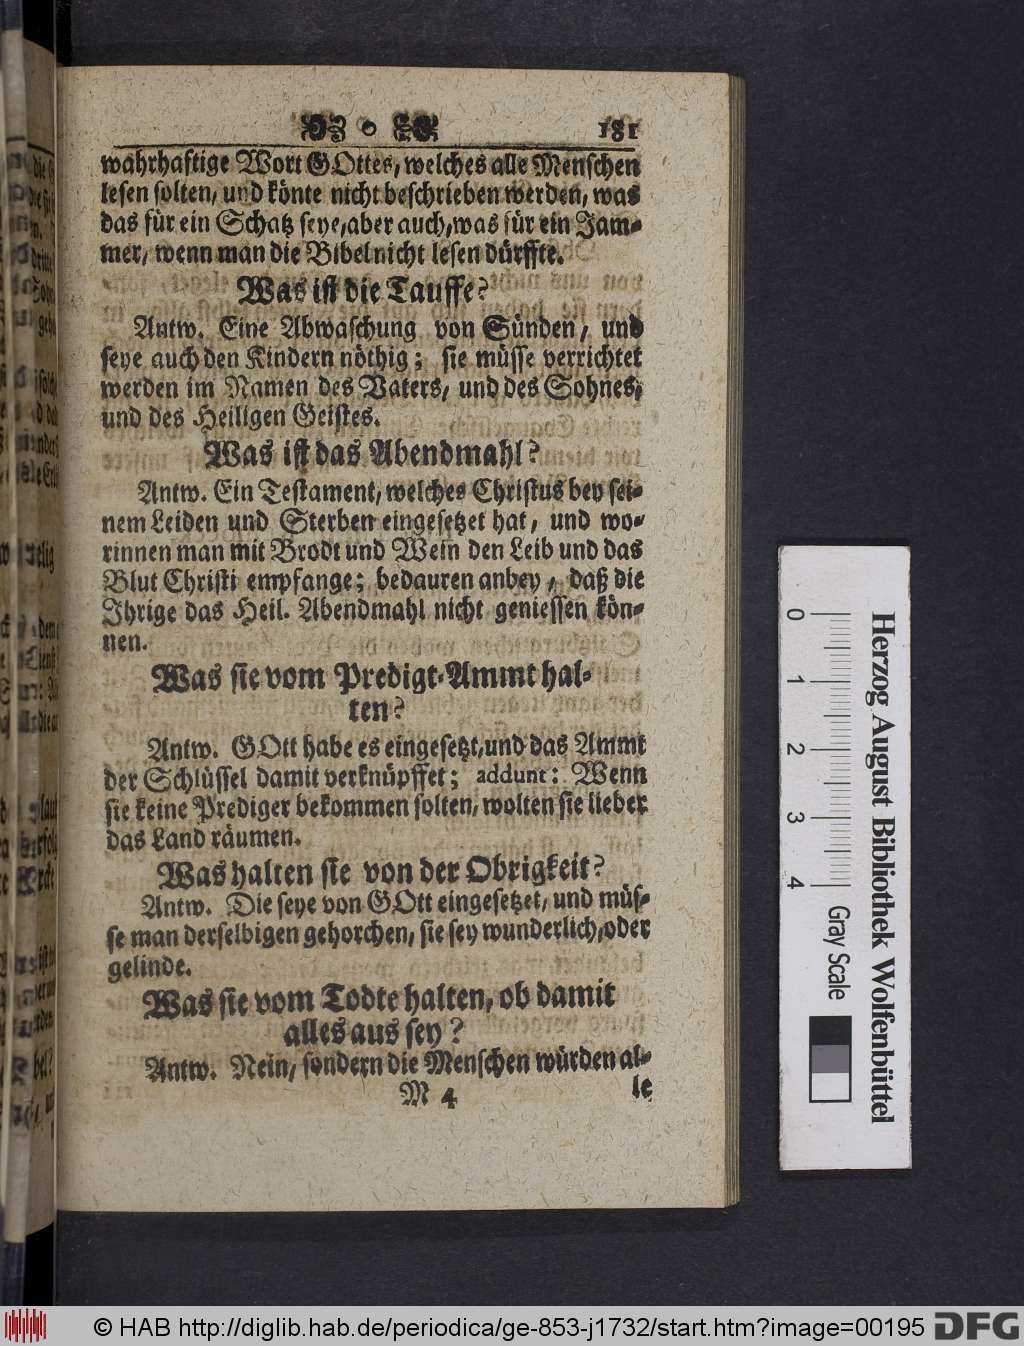 181
wahrhaftige Wort GOttes, welches alle Menschen
lesen solten, und könte nicht beschrieben werden, was
das für ein Schatz seye, aber auch, was für ein Jam-
mer, wenn man die Bibel nicht lesen dürffte.
Was ist die Tauffe?
Antw. Eine Abwaschung von Sünden, und
seye auch den Kindern nöthig; sie müsse verrichtet
werden im Namen des Vaters, und des Sohnes,
und des Heiligen Geistes.
Was ist das Abendmahl?
Antw. Ein Testament, welches Christus bey sei-
nem Leiden und Sterben eingesetzet hat, und wo-
rinnen man mit Brodt und Wein den Leib und das
Blut Christi empfange; bedauren anbey, daß die
Ihrige das Heil. Abendmahl nicht geniessen kön-
nen.
Was sie vom Predigt-Ammt hal-
ten?
Antw. GOtt habe es eingesetzt, und das Ammt
der Schlüssel damit verknüpffet; addunt: Wenn
sie keine Prediger bekommen solten, wolten sie lieber
das Land räumen.
Was halten sie von der Obrigkeit?
Antw. Die seye von GOtt eingesetzet, und müs-
se man derselbigen gehorchen, sie sey wunderlich, oder
gelinde.
Was sie vom Todte halten, ob damit
alles aus sey?
Antw. Nein, sondern die Menschen würden al-
M 4
le
Herzog August Bibliothek Wolfenbüttel
0 1 2 3 4
Gray Scale
© HAB http://diglib.hab.de/periodica/ge-853-j1732/start.htm?image=00195
DFG